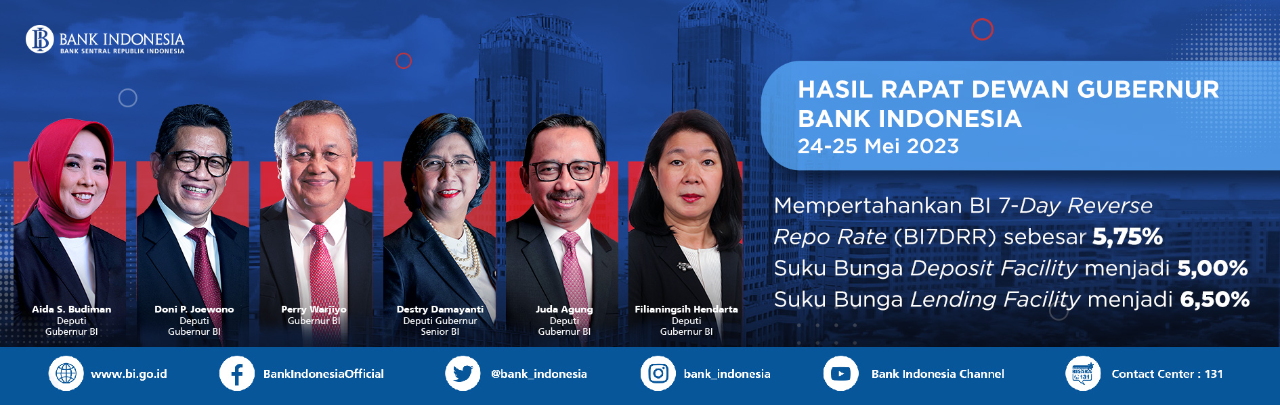 BANK INDONESIA
BANK SENTRAL REPUBLIK INDONESIA
HASIL RAPAT DEWAN GUBERNUR
BANK INDONESIA
24-25 Mei 2023
Mempertahankan BI 7-Day Reverse
Repo Rate (BI7DRR) sebesar 5,75%
Suku Bunga Deposit Facility menjadi 5,00%
Suku Bunga Lending Facility menjadi 6,50%
Aida S. Budiman
Deputi
Gubernur BI
Doni P. Joewono
Deputi
Gubernur BI
Perry Warjiyo
Gubernur BI
Destry Damayanti
Deputi Gubernur
Senior BI
Juda Agung
Deputi
Gubernur BI
Filianingsih Hendarta
Deputi
Gubernur BI
www.bi.go.id
BankIndonesiaOfficial
@bank_indonesia
bank_indonesia
Bank Indonesia Channel
Contact Center : 131